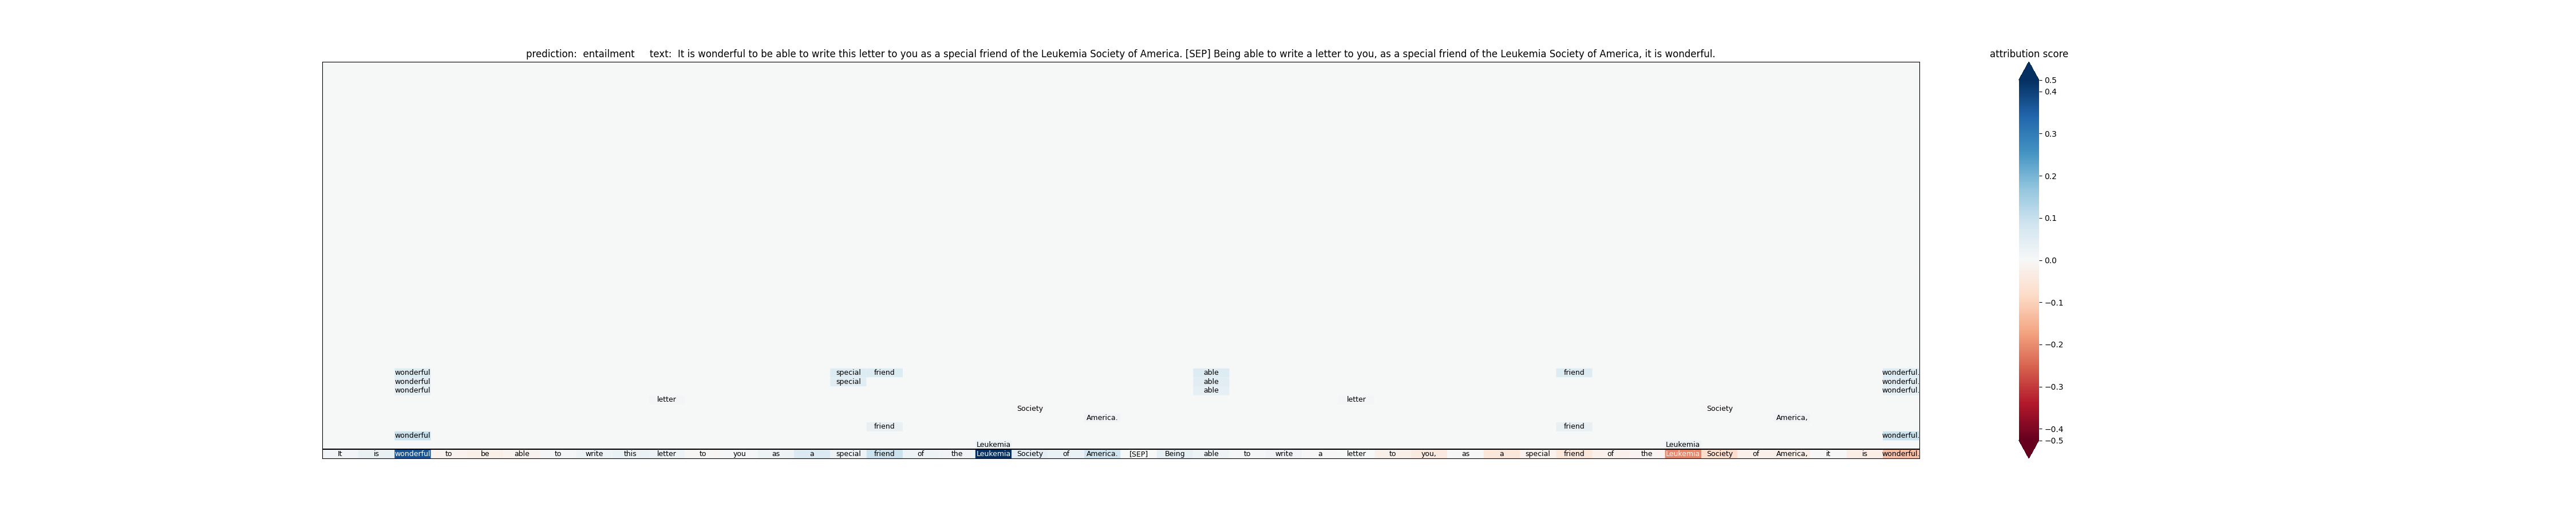 prediction:  entailment     text:  It is wonderful to be able to write this letter to you as a special friend of the Leukemia Society of America. [SEP] Being able to write a letter to you, as a special friend of the Leukemia Society of America, it is wonderful.
attribution score
0.5
0.4
0.3
0.2
0.1
0.0
−0.1
−0.2
−0.3
−0.4
−0.5
wonderful special friend able friend wonderful.
wonderful special able wonderful.
wonderful able wonderful.
letter letter
Society Society
America. America,
friend friend
wonderful wonderful.
Leukemia Leukemia
It is wonderful to be able to write this letter to you as a special friend of the Leukemia Society of America. [SEP] Being able to write a letter to you, as a special friend of the Leukemia Society of America, it is wonderful.